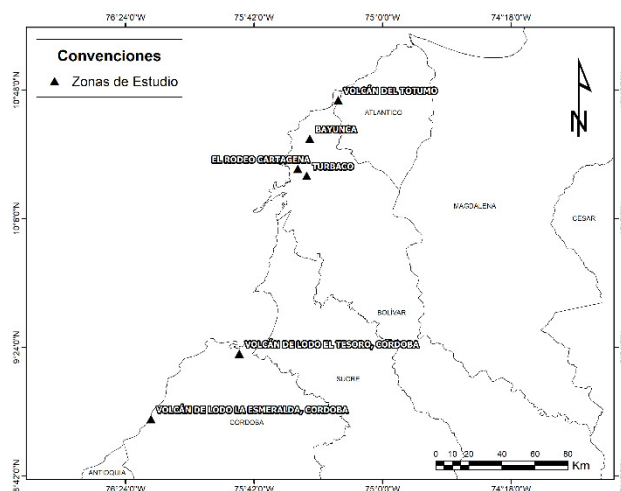 76°24'0"W 75°42'0"W 75°0'0"W 74°18'0"W
Convenciones
Zonas de Estudio
N
VOLCÁN DEL TOTUMO
ATLANTICO
BAYUNCA
EL RODEO CARTAGENA
TURBACO
MAGDALENA
CESAR
BOLÍVAR
VOLCÁN DE LODO EL TESORO, CORDOBA
SUCRE
VOLCÁN DE LODO LA ESMERALDA, CORDOBA
CORDOBA
ANTIOQUIA
0 10 20 40 60 80
Km
10°6'0"N
9°24'0"N
76°24'0"W 75°42'0"W 75°0'0"W 74°18'0"W